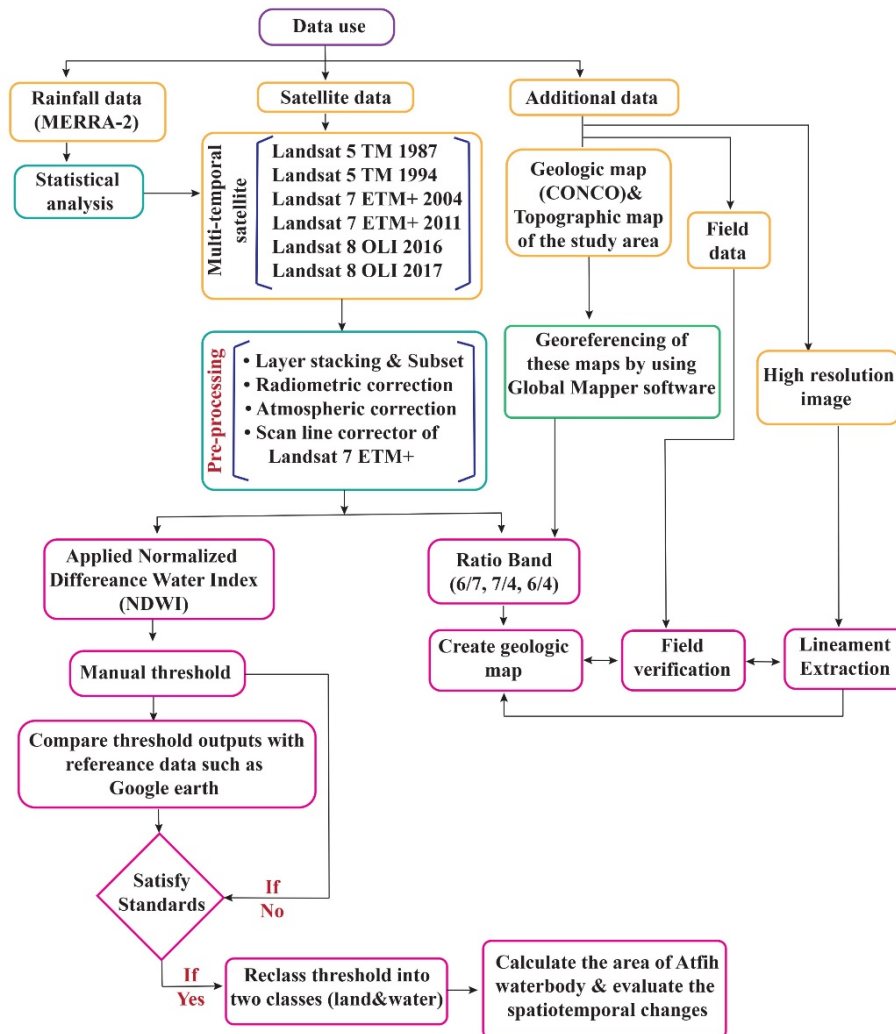 Data use
Rainfall data
(MERRA-2)
Satellite data
Additional data
Statistical
analysis
Multi-temporal
satellite
Landsat 5 TM 1987
Landsat 5 TM 1994
Landsat 7 ETM+ 2004
Landsat 7 ETM+ 2011
Landsat 8 OLI 2016
Landsat 8 OLI 2017
Geologic map
(CONCO)&
Topographic map
of the study area
Field
data
Pre-processing
• Layer stacking & Subset
• Radiometric correction
• Atmospheric correction
• Scan line corrector of
Landsat 7 ETM+
Georeferencing of
these maps by using
Global Mapper software
High resolution
image
Applied Normalized
Differeance Water Index
(NDWI)
Ratio Band
(6/7, 7/4, 6/4)
Manual threshold
Create geologic
map
Field
verification
Lineament
Extraction
Compare threshold outputs with
refereance data such as
Google earth
Satisfy
Standards
If
No
If
Yes
Reclass threshold into
two classes (land&water)
Calculate the area of Atfih
waterbody & evaluate the
spatiotemporal changes